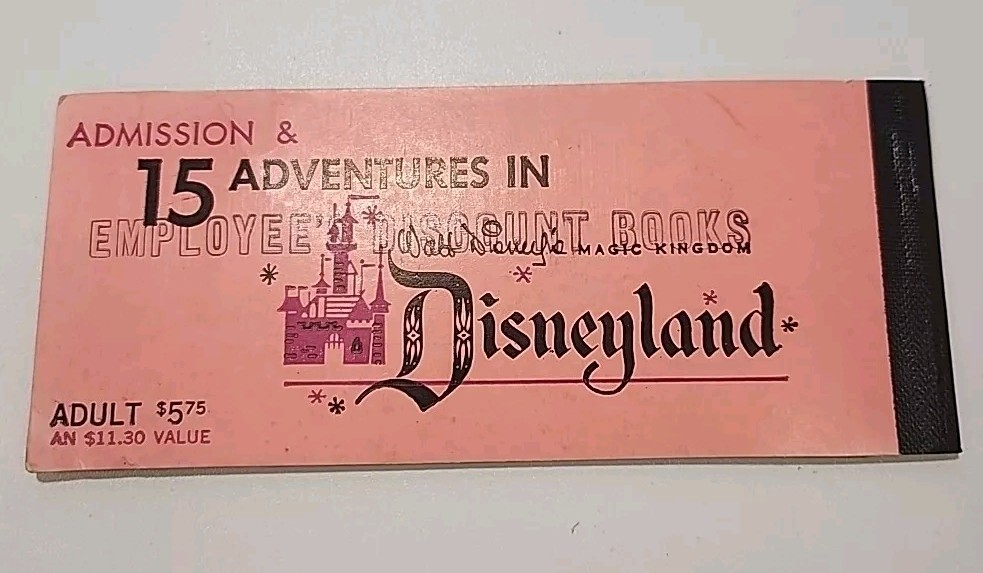 ADMISSION &
15 ADVENTURES IN
EMPLOYEE'S DISCOUNT BOOKS
Walt Disney's MAGIC KINGDOM
Disneyland
ADULT $5.75
AN $11.30 VALUE